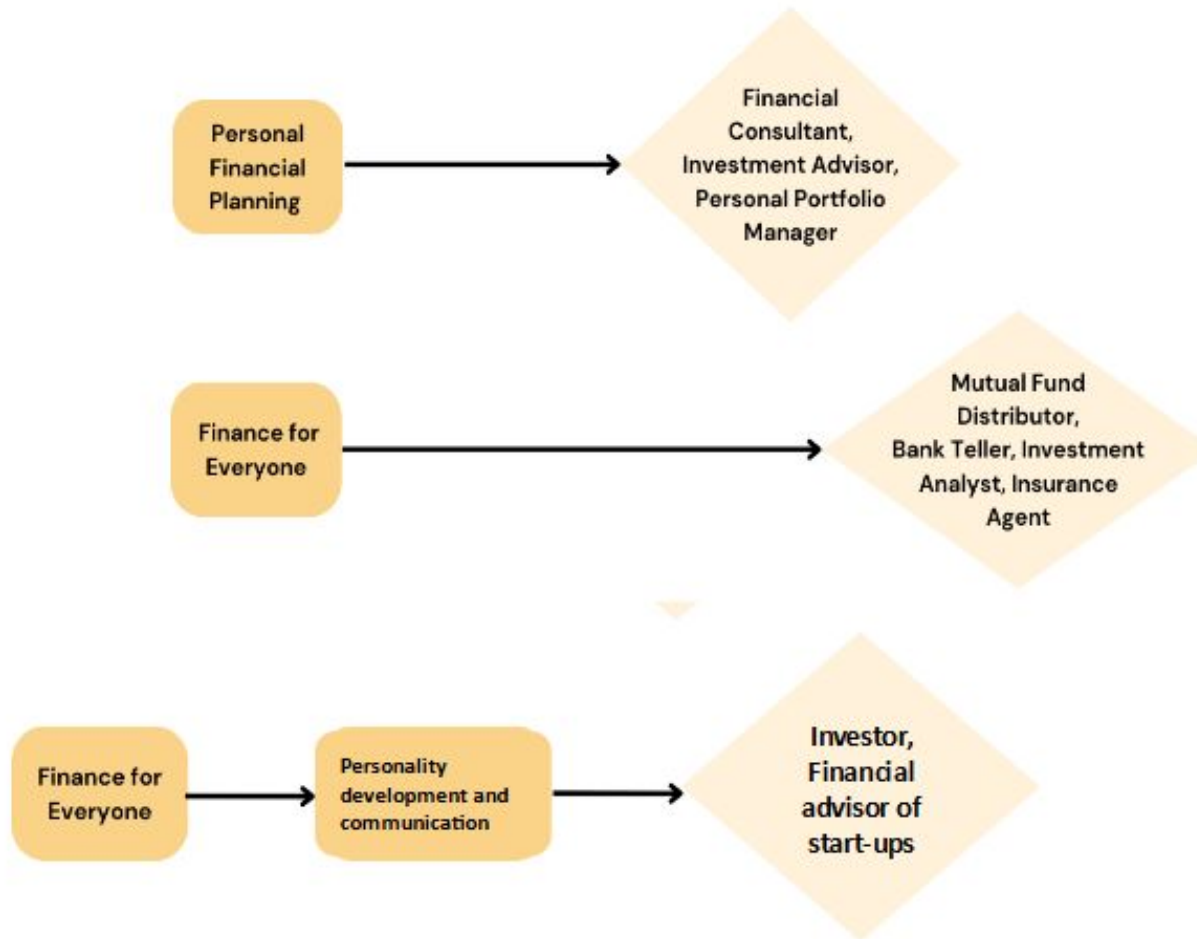 Personal
Financial
Planning
Financial
Consultant,
Investment Advisor,
Personal Portfolio
Manager
Finance for
Everyone
Mutual Fund
Distributor,
Bank Teller, Investment
Analyst, Insurance
Agent
Finance for
Everyone
Personality
development and
communication
Investor,
Financial
advisor of
start-ups